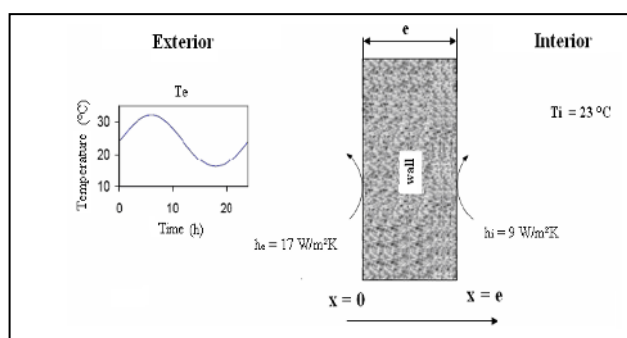 Exterior
e
Interior
Te
Temperature (°C)
30
20
10
0
10
20
Time (h)
wall
Ti = 23 °C
he = 17 W/m²K
hi = 9 W/m²K
x = 0
x = e